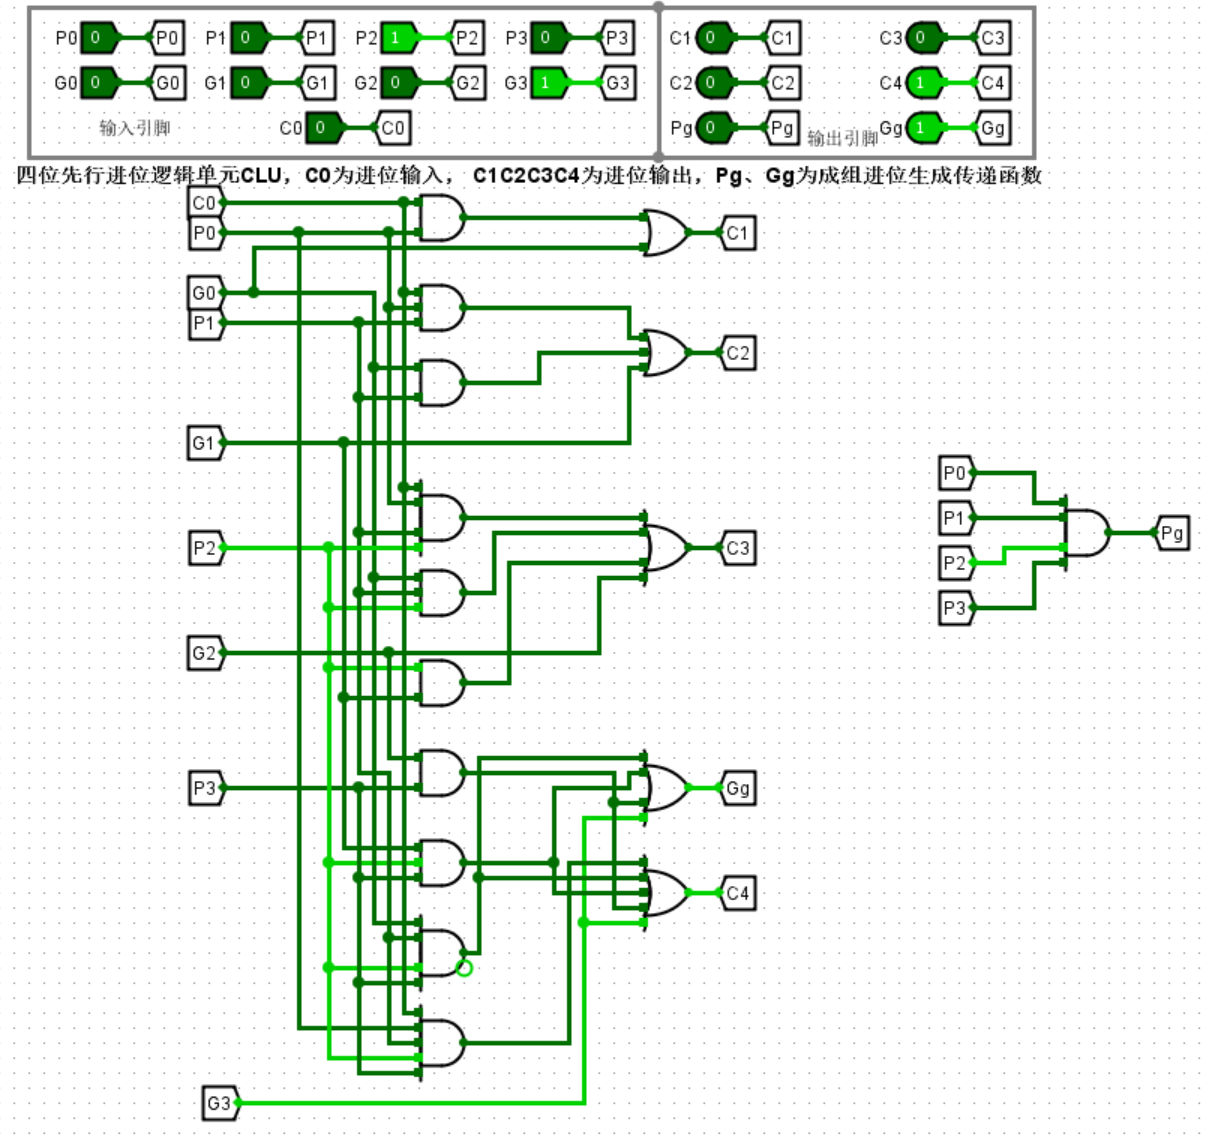 P0 0 P0 P1 0 P1 P2 1 P2 P3 0 P3 C1 0 C1 C3 0 C3
G0 0 G0 G1 0 G1 G2 0 G2 G3 1 G3 C2 0 C2 C4 1 C4
输入引脚 C0 0 C0 Pg 0 Pg 输出引脚 Gg 1 Gg
四位先行进位逻辑单元CLU，C0为进位输入， C1C2C3C4为进位输出，Pg、Gg为成组进位生成传递函数
C0
P0 C1
G0
P1
C2
G1
P0
P1
P2 C3 Pg
P2
P3
G2
P3 Gg
C4
G3